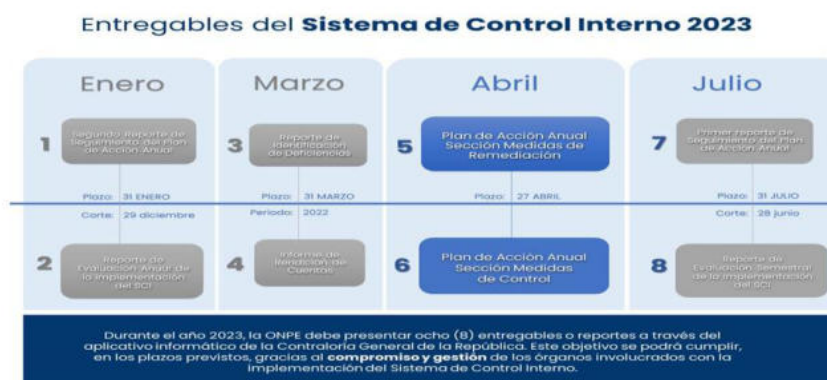 Entregables del Sistema de Control Interno 2023
Enero
Marzo
Abril
Julio
1
Segundo Reporte de
Seguimiento del Plan
de Acción Anual
3
Reporte de
Identificación
de Deficiencias
5
Plan de Acción Anual
Sección Medidas de
Remediación
7
Primer reporte de
Seguimiento del Plan
de Acción Anual
Plazo: 31 ENERO
Plazo: 31 MARZO
Plazo: 27 ABRIL
Plazo: 31 JULIO
Corte: 29 diciembre
Periodo: 2022
Corte: 28 junio
2
Reporte de
Evaluación Anual de
la Implementación
del SCI
4
Informe de
Rendición de
Cuentas
6
Plan de Acción Anual
Sección Medidas
de Control
8
Reporte de
Evaluación Semestral
de la Implementación
del SCI
Durante el año 2023, la ONPE debe presentar ocho (8) entregables o reportes a través del
aplicativo informático de la Contraloría General de la República. Este objetivo se podrá cumplir,
en los plazos previstos, gracias al compromiso y gestión de los órganos involucrados con la
implementación del Sistema de Control Interno.